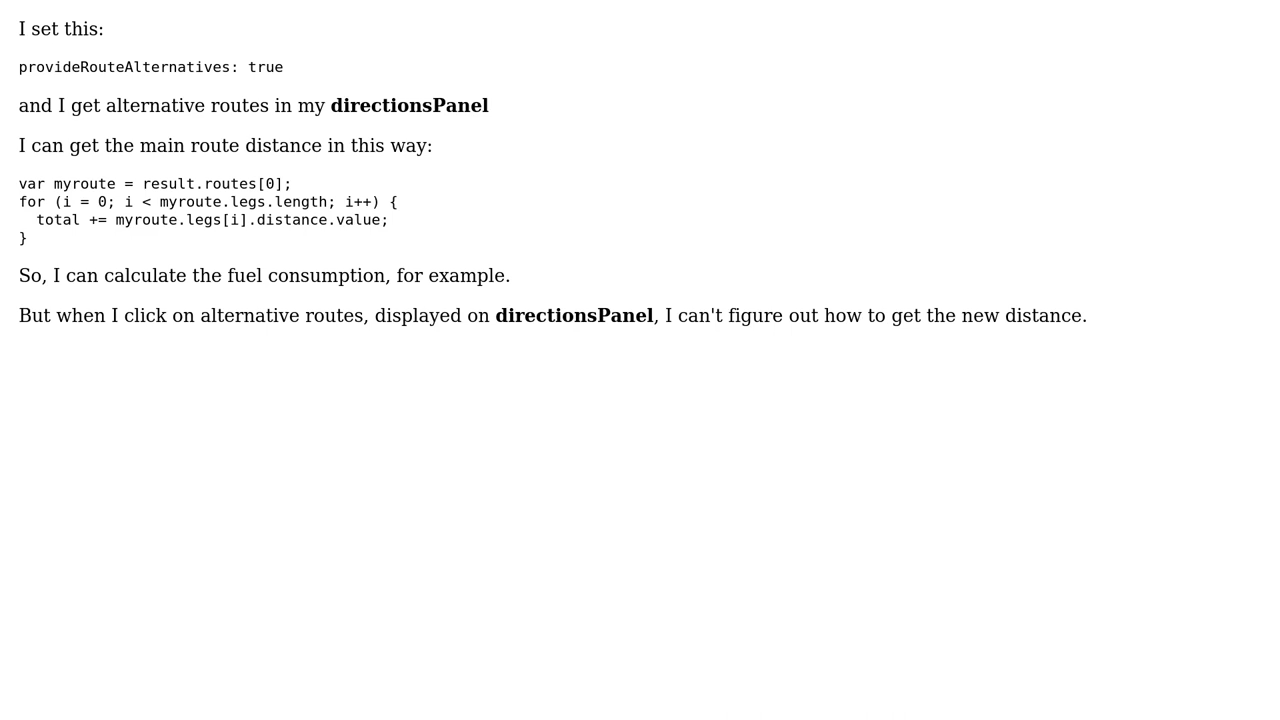 I set this:
provideRouteAlternatives: true
and I get alternative routes in my directionsPanel
I can get the main route distance in this way:
var myroute = result.routes[0];
for (i = 0; i < myroute.legs.length; i++) {
  total += myroute.legs[i].distance.value;
}
So, I can calculate the fuel consumption, for example.
But when I click on alternative routes, displayed on directionsPanel, I can't figure out how to get the new distance.